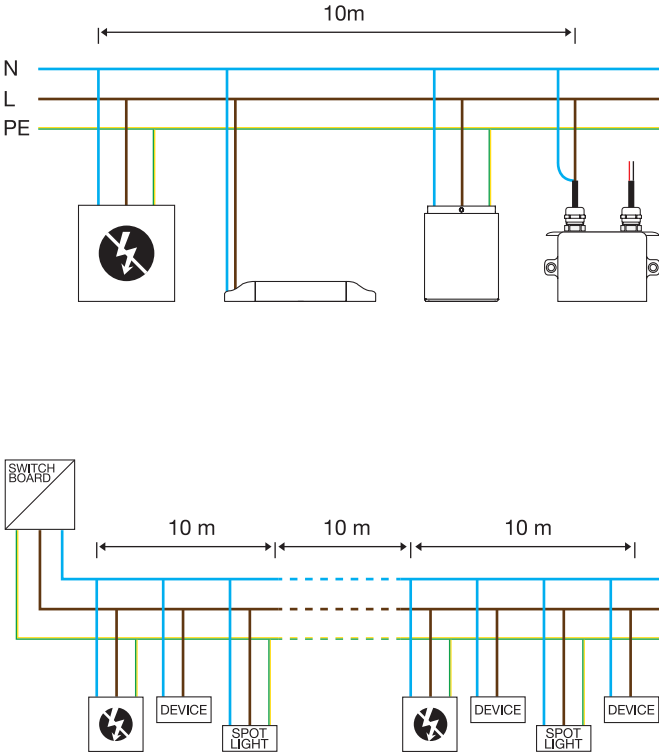 10m
N
L
PE
SWITCH
BOARD
10 m
10 m
10 m
DEVICE
DEVICE
DEVICE
SPOT
LIGHT
SPOT
LIGHT